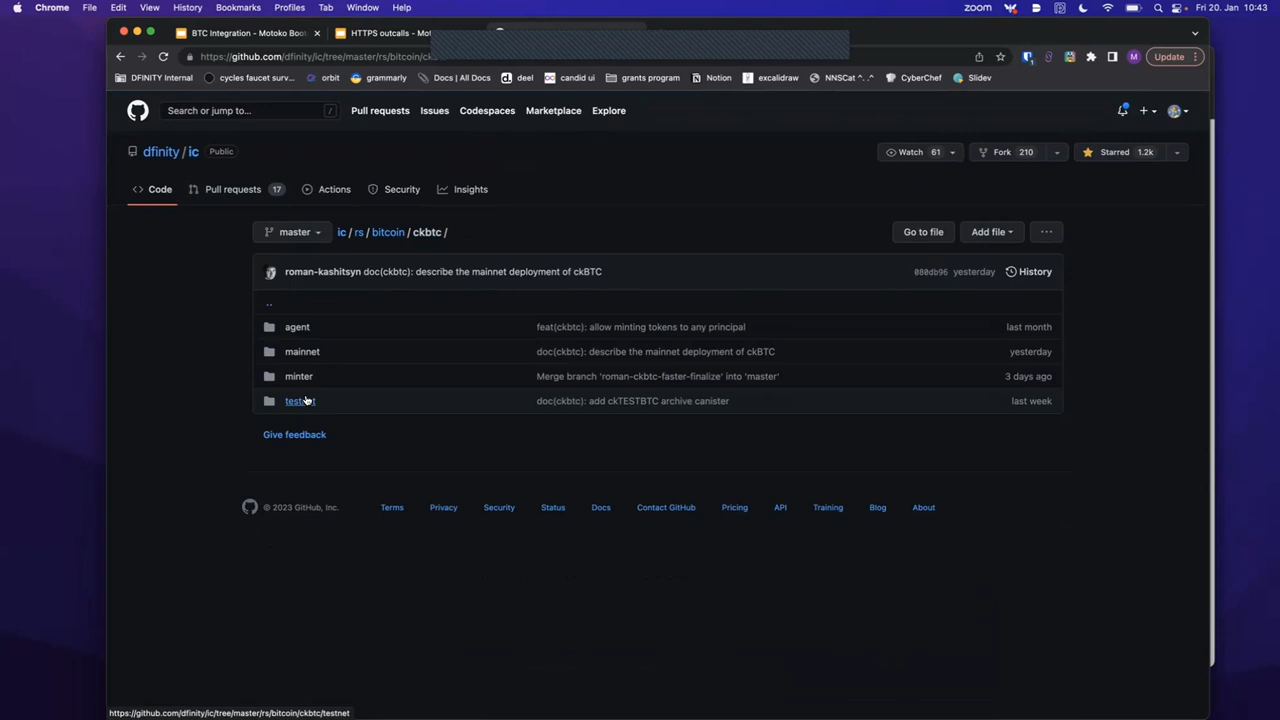 Chrome File Edit View History Bookmarks Profiles Tab Window Help zoom Fri 20. Jan 10:43
BTC Integration - Motoko Boot HTTPS outcalls - Mot
https://github.com/dfinity/ic/tree/master/rs/bitcoin/ck Update
DFINITY Internal cycles faucet surv... orbit grammarly Docs | All Docs deel candid ui grants program Notion excalidraw NNSCat ^_^ CyberChef Slidev
Search or jump to... / Pull requests Issues Codespaces Marketplace Explore
dfinity / ic Public Watch 61 Fork 210 Starred 1.2k
Code Pull requests 17 Actions Security Insights
master ic / rs / bitcoin / ckbtc / Go to file Add file ...
roman-kashitsyn doc(ckbtc): describe the mainnet deployment of ckBTC 080db96 yesterday History
..
agent feat(ckbtc): allow minting tokens to any principal last month
mainnet doc(ckbtc): describe the mainnet deployment of ckBTC yesterday
minter Merge branch 'roman-ckbtc-faster-finalize' into 'master' 3 days ago
testnet doc(ckbtc): add ckTESTBTC archive canister last week
Give feedback
© 2023 GitHub, Inc. Terms Privacy Security Status Docs Contact GitHub Pricing API Training Blog About
https://github.com/dfinity/ic/tree/master/rs/bitcoin/ckbtc/testnet